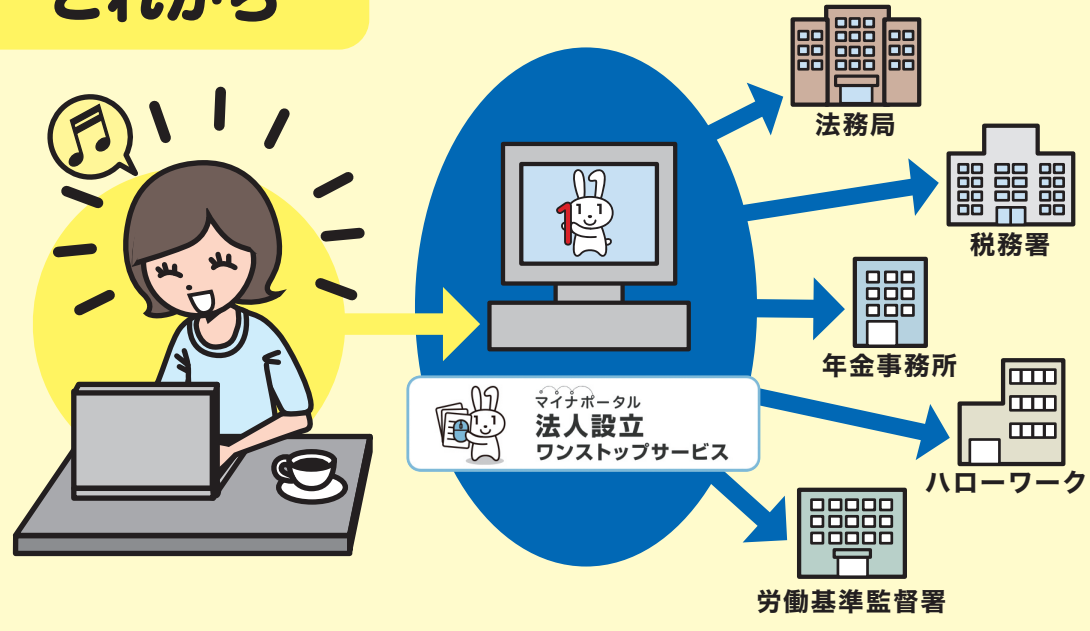 これから
法務局
税務署
年金事務所
ハローワーク
労働基準監督署
マイナポータル
法人設立
ワンストップサービス